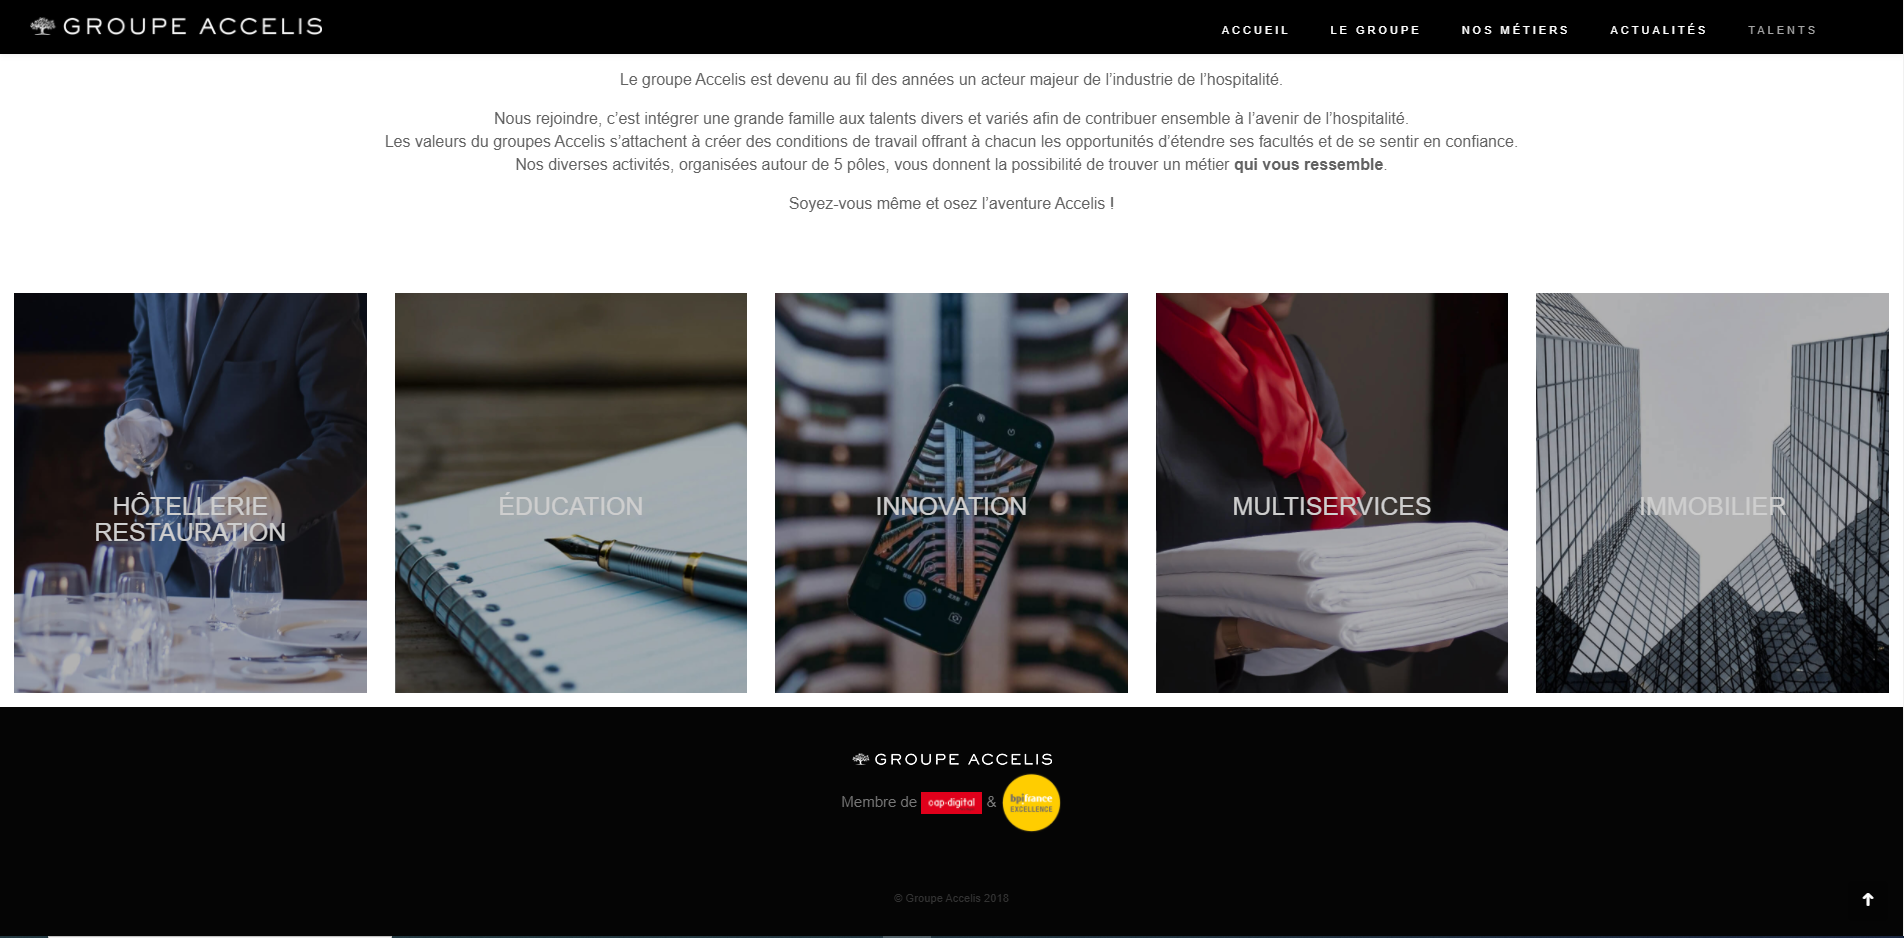 GROUPE ACCELIS
ACCUEIL
LE GROUPE
NOS MÉTIERS
ACTUALITÉS
TALENTS
Le groupe Accelis est devenu au fil des années un acteur majeur de l’industrie de l’hospitalité.
Nous rejoindre, c’est intégrer une grande famille aux talents divers et variés afin de contribuer ensemble à l’avenir de l’hospitalité.
Les valeurs du groupes Accelis s’attachent à créer des conditions de travail offrant à chacun les opportunités d’étendre ses facultés et de se sentir en confiance.
Nos diverses activités, organisées autour de 5 pôles, vous donnent la possibilité de trouver un métier qui vous ressemble.
Soyez-vous même et osez l’aventure Accelis !
HÔTELLERIE
RESTAURATION
ÉDUCATION
INNOVATION
MULTISERVICES
IMMOBILIER
GROUPE ACCELIS
Membre de cap·digital & bpifrance
EXCELLENCE
© Groupe Accelis 2018